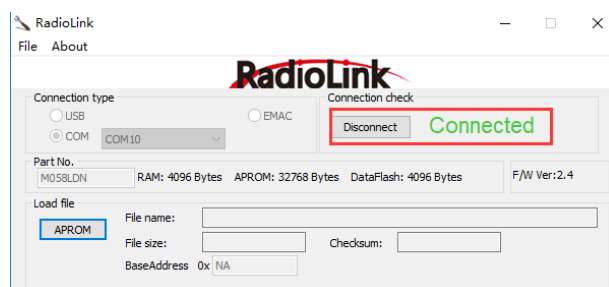 RadioLink
File About
RadioLink
Connection type
USB
EMAC
COM
COM10
Connection check
Disconnect
Connected
Part No.
M058LDN RAM: 4096 Bytes APROM: 32768 Bytes DataFlash: 4096 Bytes
F/W Ver:2.4
Load file
APROM
File name:
File size:
Checksum:
BaseAddress 0x NA